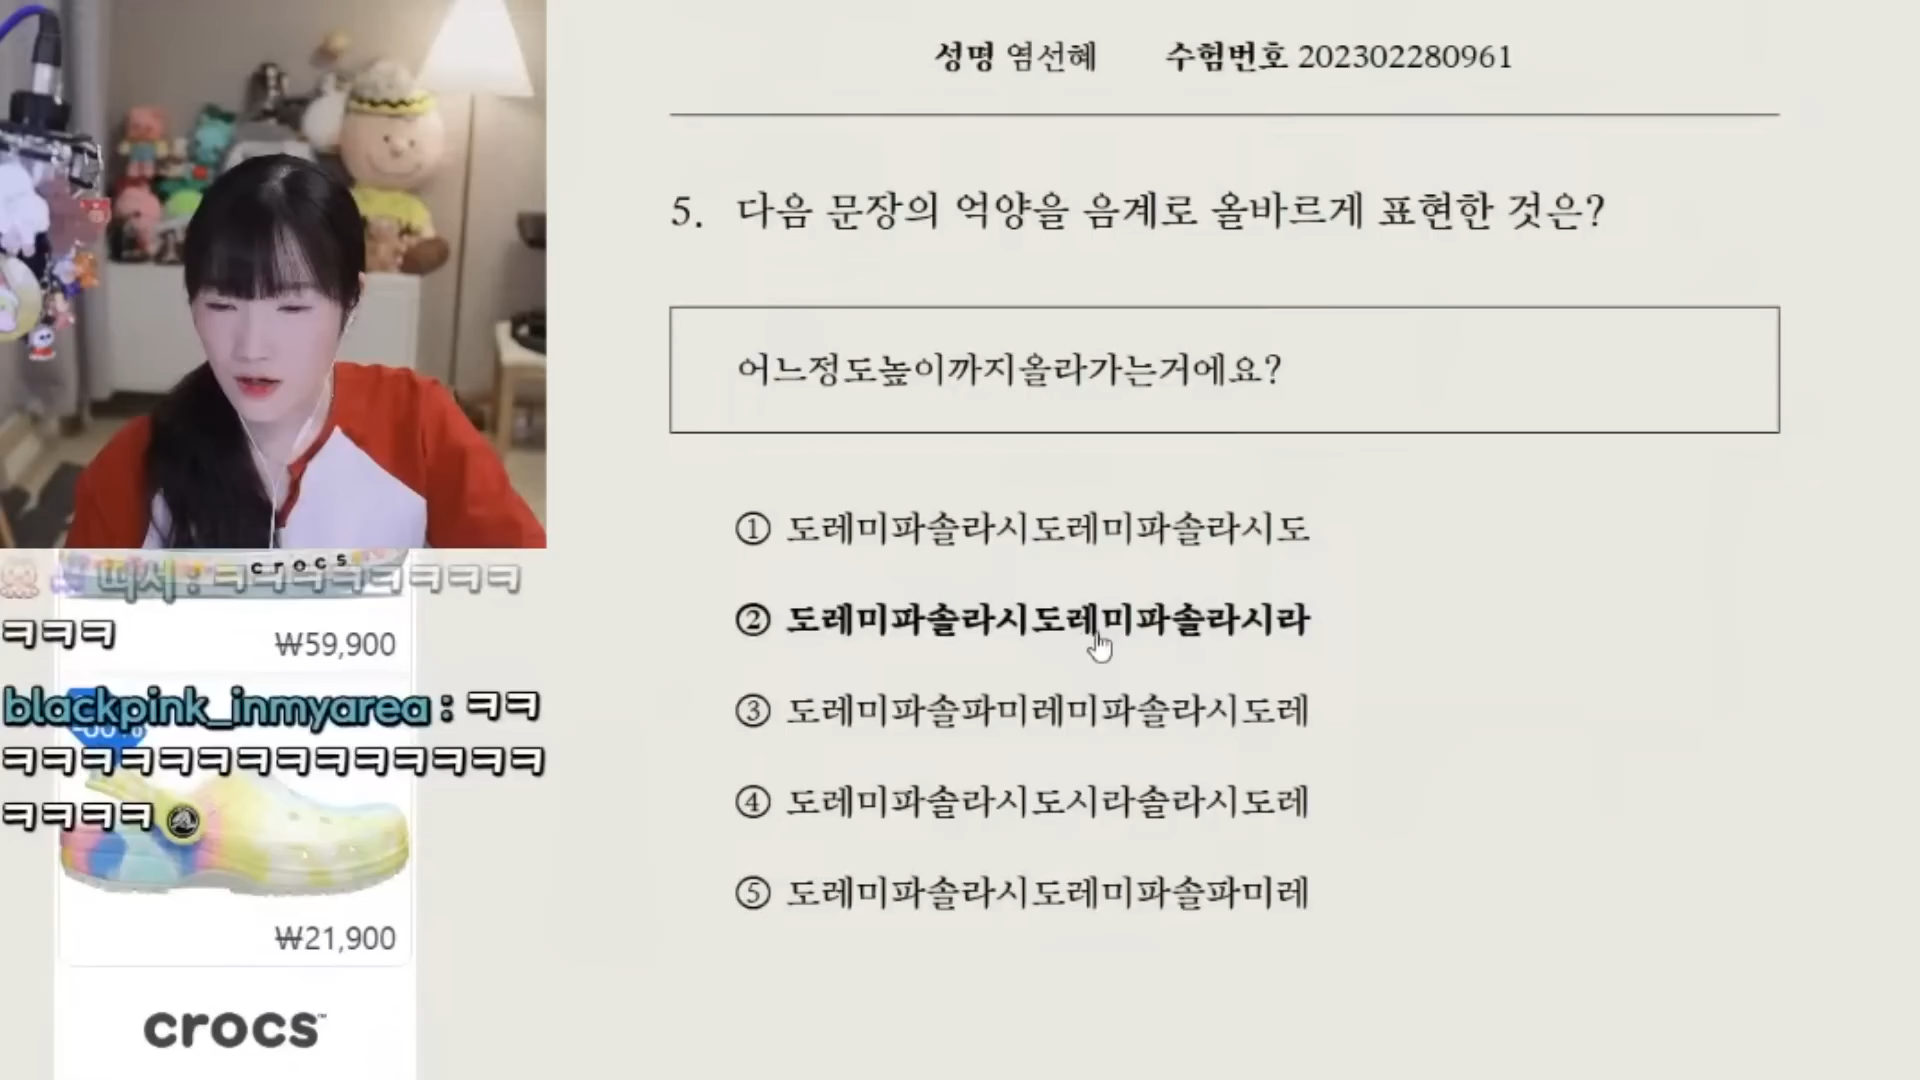 성명 염선혜 수험번호 202302280961
5. 다음 문장의 억양을 음계로 올바르게 표현한 것은?
어느정도높이까지올라가는거에요?
① 도레미파솔라시도레미파솔라시도
② 도레미파솔라시도레미파솔라시라
③ 도레미파솔파미레미파솔라시도레
④ 도레미파솔라시도시라솔라시도레
⑤ 도레미파솔라시도레미파솔파미레
crocs
떠세 : ㅋㅋㅋㅋㅋㅋㅋㅋ
ㅋㅋㅋ
₩59,900
blackpink_inmyarea : ㅋㅋ
ㅋㅋㅋㅋㅋㅋㅋㅋㅋㅋㅋㅋㅋㅋ
ㅋㅋㅋㅋ
₩21,900
crocs™